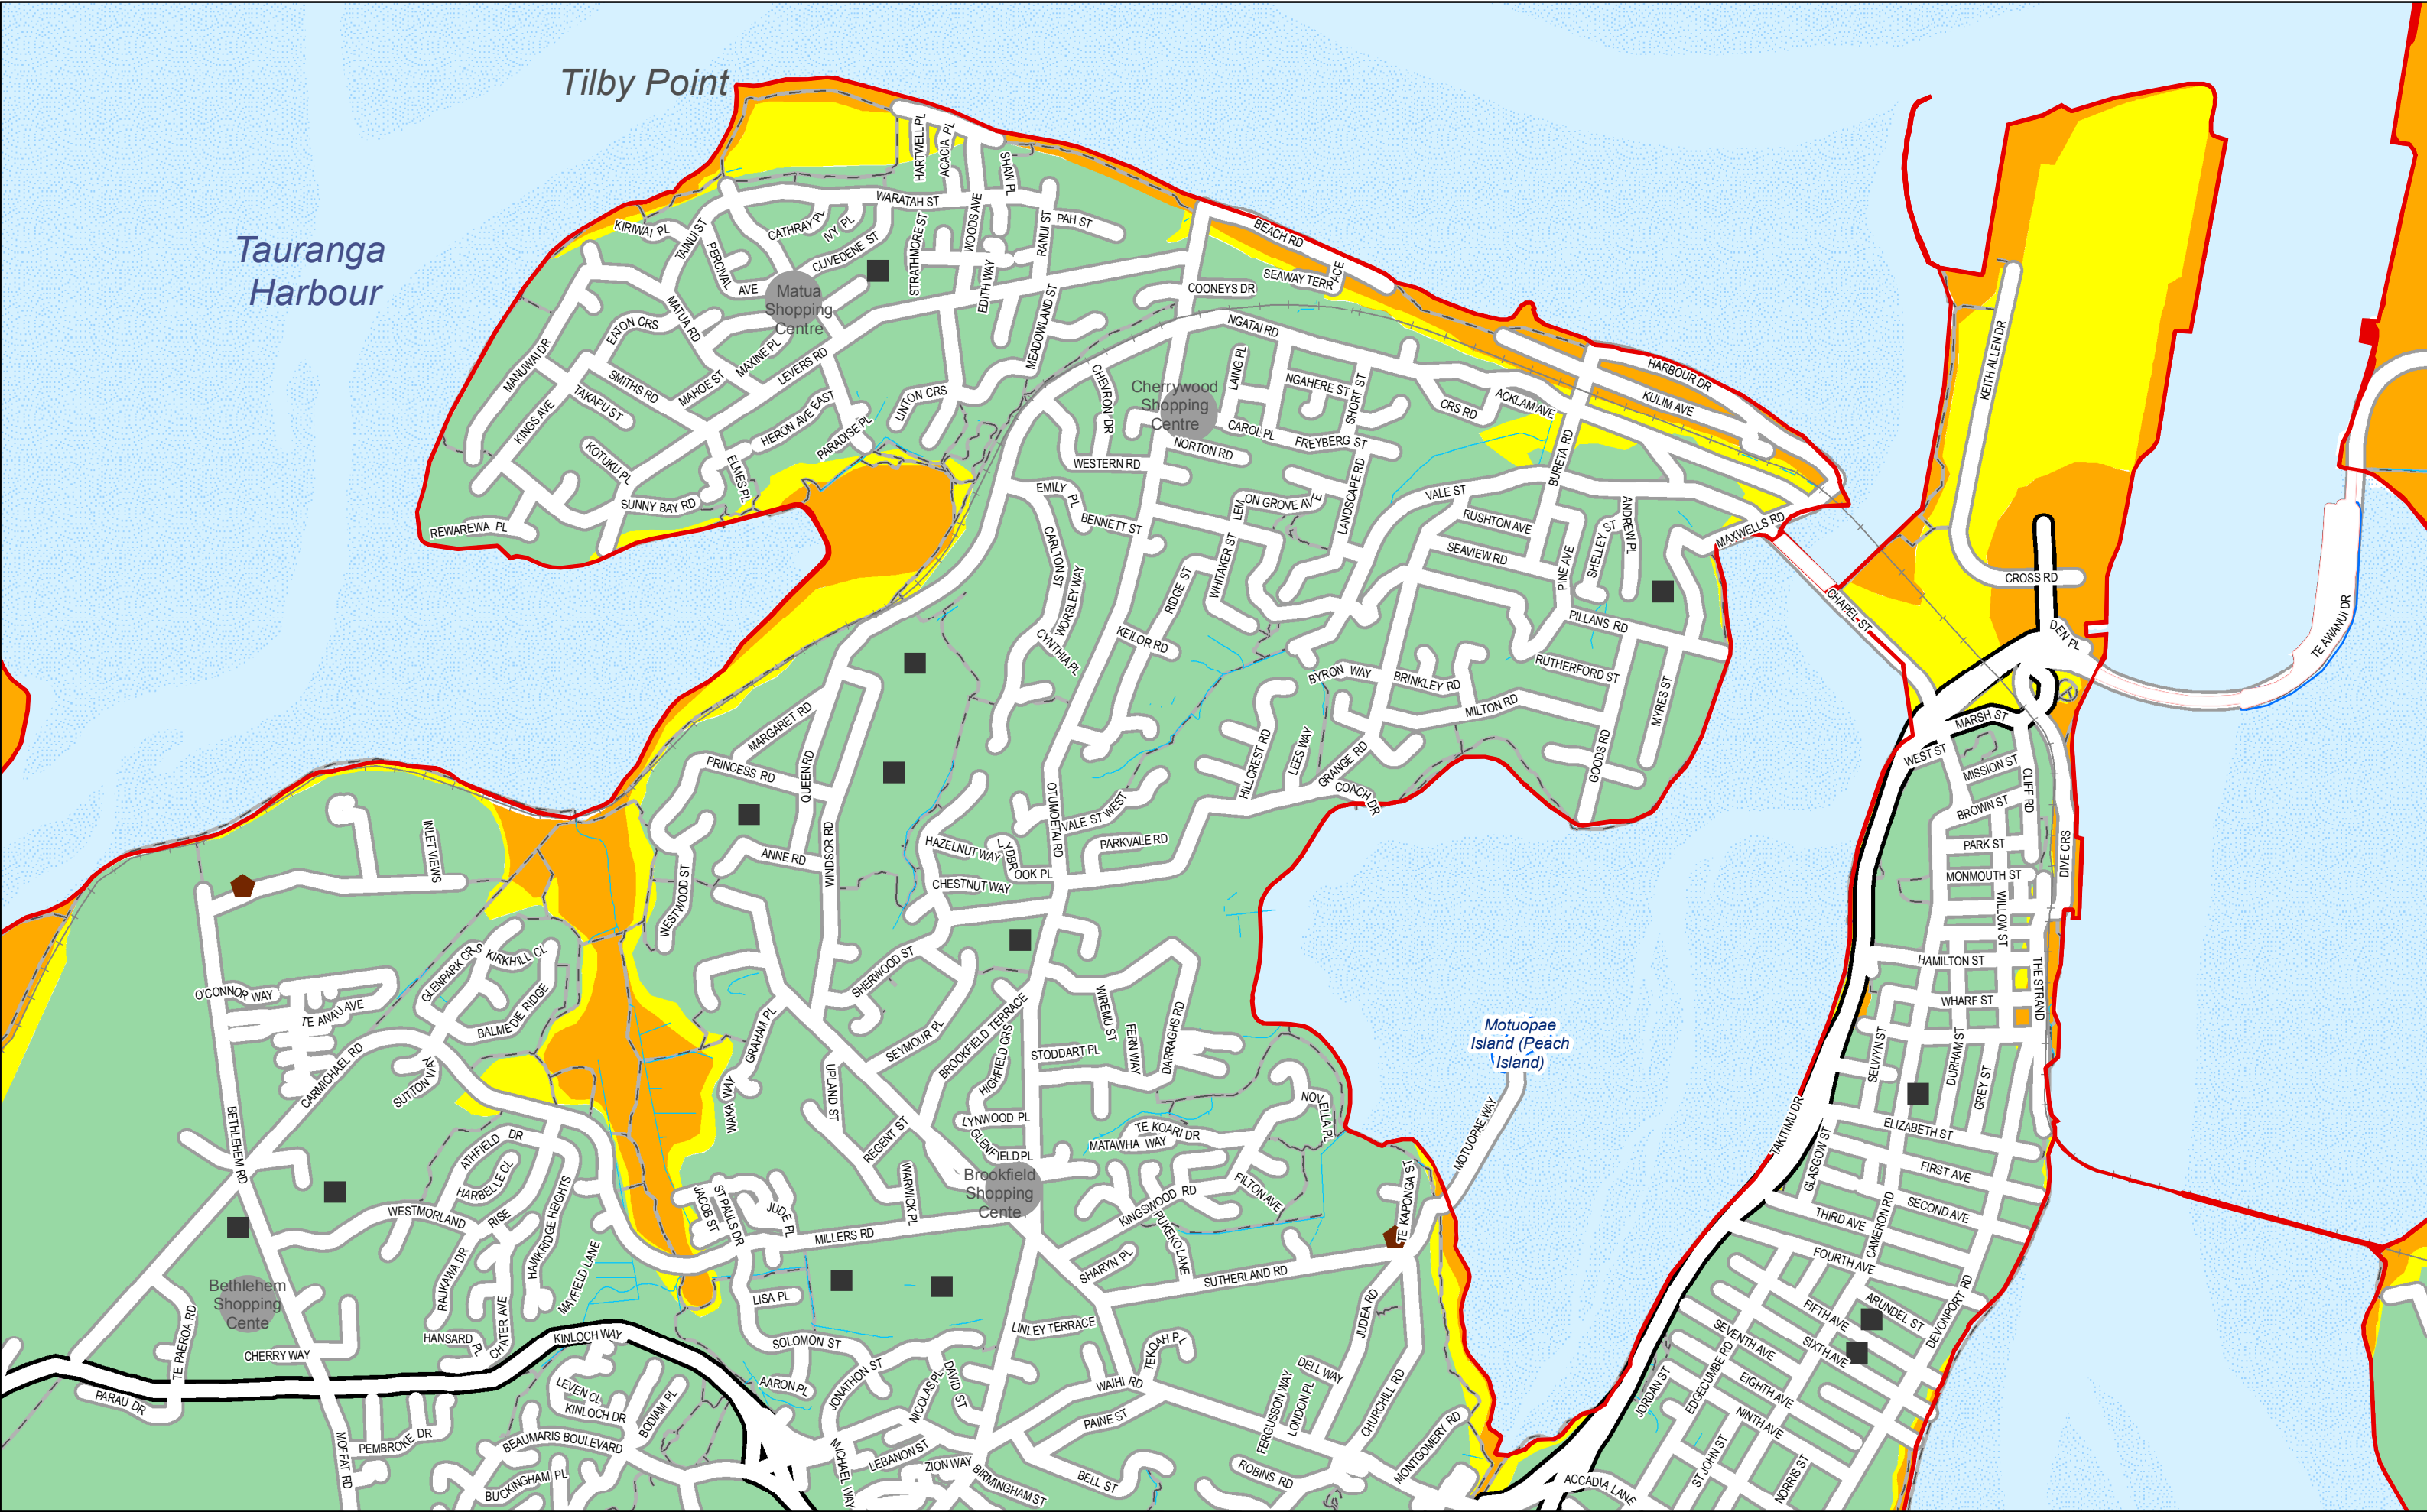 Tilby Point
Tauranga
Harbour
HARTWELL PL
ACACIA PL
SHAW PL
WARATAH ST
KIRIWAI PL
TAINUI ST
PERCIVAL
AVE
CATHRAY PL
IVY PL
CLIVEDENE ST
STRATHMORE ST
WOODS AVE
EDITH WAY
RANUI ST
PAH ST
BEACH RD
SEAWAY TERRACE
COONEYS DR
Matua
Shopping
Centre
MATUA RD
EATON CRS
MANUWAI DR
MAXINE PL
LEVERS RD
MEADOWLAND ST
NGATAI RD
SMITHS RD
MAHOE ST
TAKAPU ST
KINGS AVE
HERON AVE EAST
PARADISE PL
LINTON CRS
CHEVRON DR
Cherrywood
Shopping
Centre
LAING PL
NGAHERE ST
SHORT ST
CRS RD
ACKLAM AVE
HARBOUR DR
KULIM AVE
KEITH ALLEN DR
KOTUKU PL
ELMES PL
SUNNY BAY RD
REWAREWA PL
WESTERN RD
NORTON RD
CAROL PL
FREYBERG ST
BURETA RD
EMILY PL
BENNETT ST
LEMON GROVE AVE
LANDSCAPE RD
VALE ST
RUSHTON AVE
SEAVIEW RD
ANDREW PL
SHELLEY ST
PINE AVE
MAXWELLS RD
CARLTON ST
WORSLEY WAY
CYNTHIA PL
RIDGE ST
WHITAKER ST
KEILOR RD
PILLANS RD
CHAPEL ST
CROSS RD
DEN PL
TE AWANUI DR
BYRON WAY
BRINKLEY RD
RUTHERFORD ST
MILTON RD
MYRES ST
MARGARET RD
PRINCESS RD
QUEEN RD
HILLCREST RD
LEES WAY
GRANGE RD
COACH DR
GOODS RD
MARSH ST
WEST ST
MISSION ST
CLIFF RD
BROWN ST
OTUMOETAI RD
VALE ST WEST
PARKVALE RD
INLET VIEWS
ANNE RD
WINDSOR RD
HAZELNUT WAY
LYDBROOK PL
CHESTNUT WAY
WESTWOOD ST
PARK ST
DIVE CRS
MONMOUTH ST
WILLOW ST
GLENPARK CRS
KIRKHILL CL
SHERWOOD ST
HAMILTON ST
O'CONNOR WAY
TE ANAU AVE
BALMEDIE RIDGE
WIREMU ST
FERN WAY
DARRAGHS RD
THE STRAND
WHARF ST
GRAHAM PL
SEYMOUR PL
BROOKFIELD TERRACE
HIGHFIELD CRS
STODDART PL
Motuopae
Island (Peach
Island)
CARMICHAEL RD
SUTTON WAY
WAKA WAY
UPLAND ST
SELWYN ST
DURHAM ST
GREY ST
BETHLEHEM RD
ATHFIELD DR
REGENT ST
LYNWOOD PL
GLENFIELD PL
TE KOARI DR
MATAWHA WAY
NOVELLA PL
MOTUOPAE WAY
TAKITIMU DR
ELIZABETH ST
GLASGOW ST
FIRST AVE
HARBELLE CL
WESTMORLAND
RISE
HAWKRIDGE HEIGHTS
JACOB ST
ST PAULS DR
JUDE PL
WARWICK PL
Brookfield
Shopping
Cente
KINGSWOOD RD
PUKEKO LANE
FILTON AVE
TE KAPONGA ST
SECOND AVE
THIRD AVE
CAMERON RD
FOURTH AVE
MILLERS RD
SHARYN PL
SUTHERLAND RD
RAUKAWA DR
MAYFIELD LANE
Bethlehem
Shopping
Cente
TE PAEROA RD
LISA PL
LINLEY TERRACE
JUDEA RD
FIFTH AVE
ARUNDEL ST
DEVONPORT RD
HANSARD PL
CHYATER AVE
KINLOCH WAY
SOLOMON ST
CHERRY WAY
TEKOAH PL
SEVENTH AVE
SIXTH AVE
PARAU DR
LEVEN CL
KINLOCH DR
BODIAM PL
AARON PL
JONATHON ST
NICOLAS PL
DAVID ST
WAIHI RD
DELL WAY
FERGUSSON WAY
LONDON PL
CHURCHILL RD
JORDAN ST
EDGECUMBE RD
EIGHTH AVE
NINTH AVE
MOFFAT RD
PEMBROKE DR
BEAUMARIS BOULEVARD
PAINE ST
BUCKINGHAM PL
MICHAEL WAY
LEBANON ST
ZION WAY
BIRMINGHAM ST
BELL ST
ROBINS RD
MONTGOMERY RD
ACCADIA LANE
ST JOHN ST
NORRIS ST